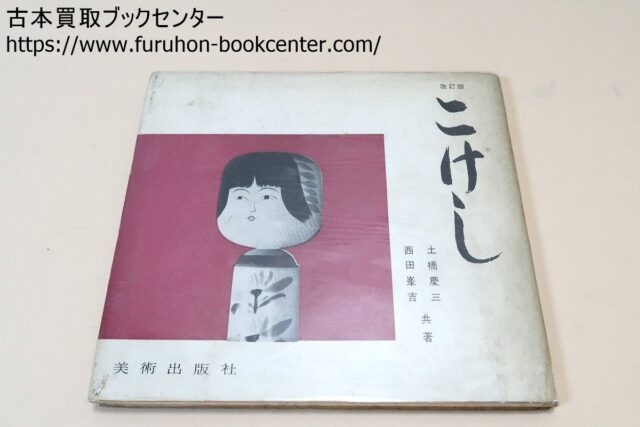 古本買取ブックセンター
https://www.furuhon-bookcenter.com/
改訂版
こけし
土橋慶三
西田峯吉
共著
美術出版社